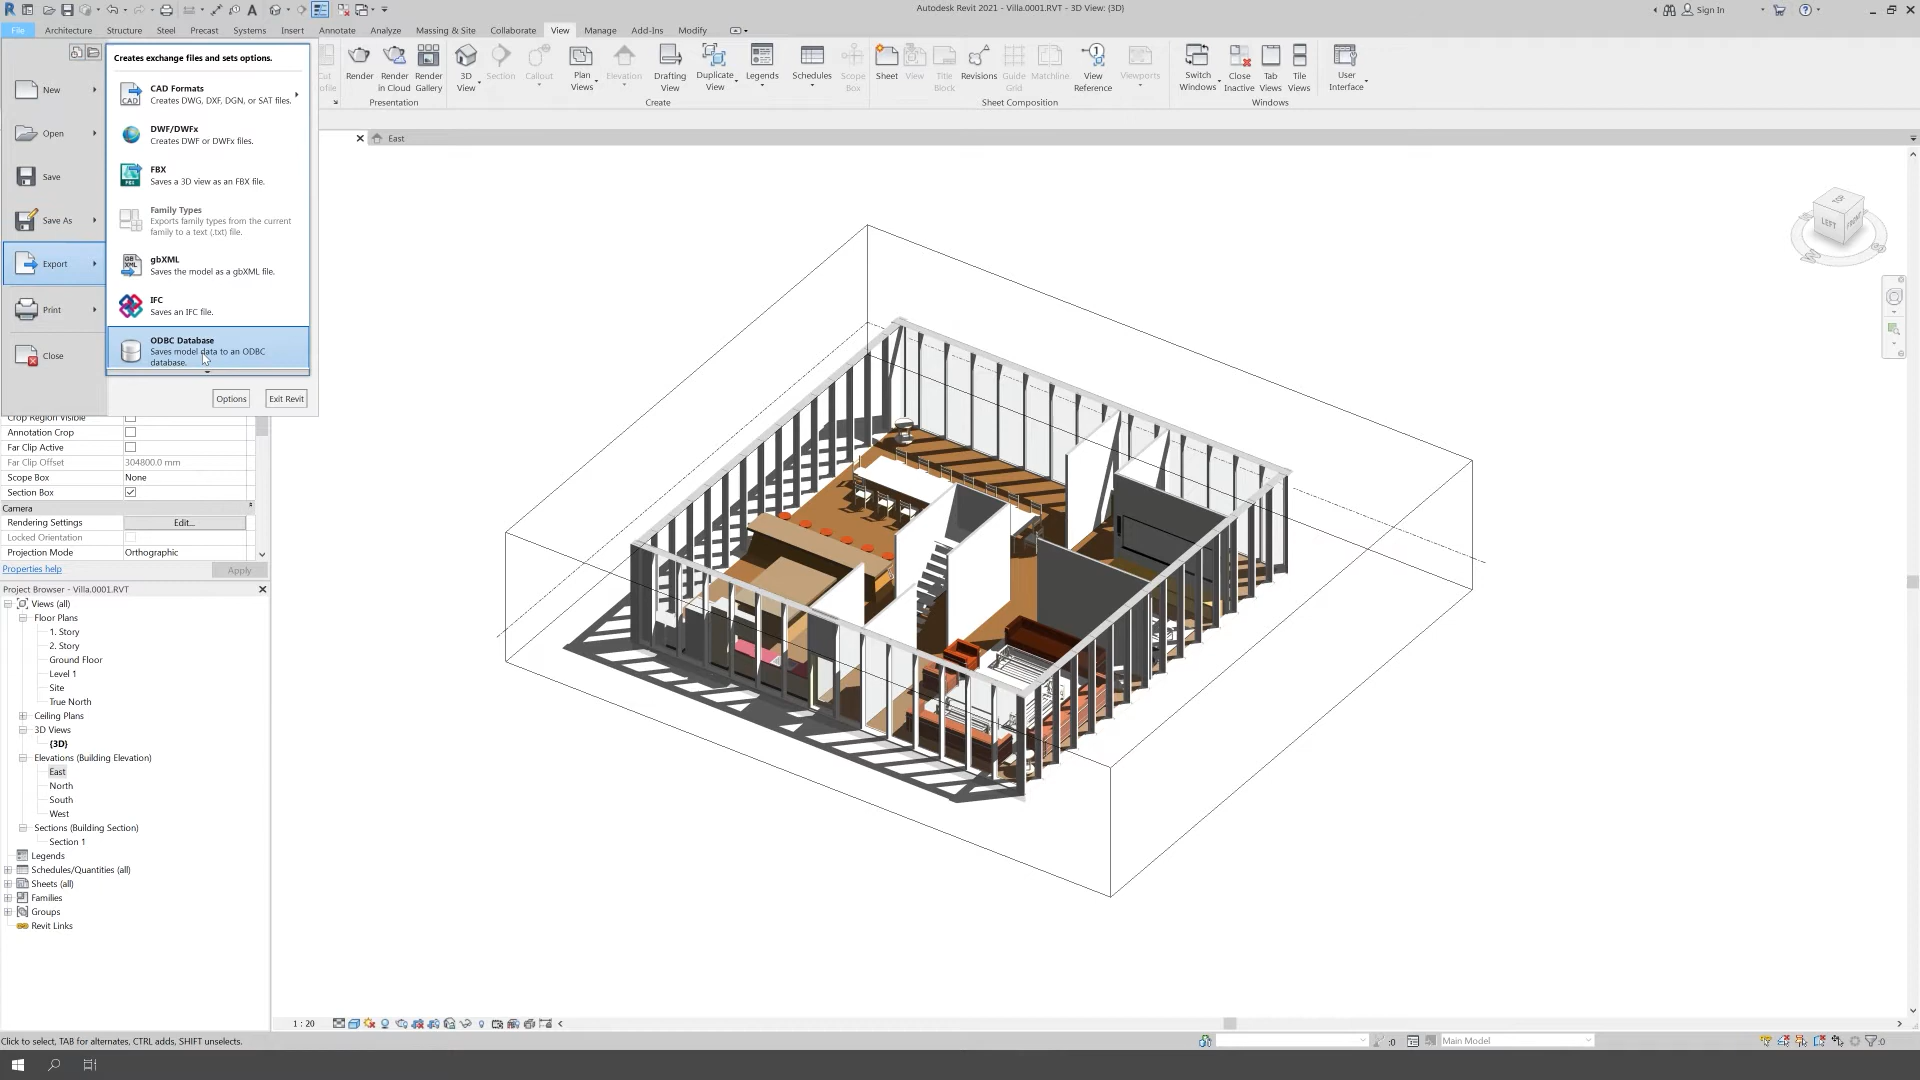 Autodesk Revit 2021 - Villa.0001.RVT - 3D View: {3D}
Sign In
File
Architecture
Structure
Steel
Precast
Systems
Insert
Annotate
Analyze
Massing & Site
Collaborate
View
Manage
Add-Ins
Modify
Render
Render in Cloud
Render Gallery
3D View
Section
Callout
Plan Views
Elevation
Drafting View
Duplicate View
Legends
Schedules
Scope Box
Sheet
View
Title Block
Revisions
Guide Grid
Matchline
View Reference
Viewports
Switch Windows
Close Inactive
Tab Views
Tile Views
User Interface
Presentation
Create
Sheet Composition
Windows
East
New
Open
Save
Save As
Export
Print
Close
Creates exchange files and sets options.
CAD Formats
Creates DWG, DXF, DGN, or SAT files.
DWF/DWFx
Creates DWF or DWFx files.
FBX
Saves a 3D view as an FBX file.
Family Types
Exports family types from the current
family to a text (.txt) file.
gbXML
Saves the model as a gbXML file.
IFC
Saves an IFC file.
ODBC Database
Saves model data to an ODBC
database.
Options
Exit Revit
Crop Region Visible
Annotation Crop
Far Clip Active
Far Clip Offset 304800.0 mm
Scope Box None
Section Box
Camera
Rendering Settings Edit...
Locked Orientation
Projection Mode Orthographic
Properties help
Apply
Project Browser - Villa.0001.RVT
Views (all)
Floor Plans
1. Story
2. Story
Ground Floor
Level 1
Site
True North
Ceiling Plans
3D Views
{3D}
Elevations (Building Elevation)
East
North
South
West
Sections (Building Section)
Section 1
Legends
Schedules/Quantities (all)
Sheets (all)
Families
Groups
Revit Links
TOP
LEFT
FRONT
1 : 20
Click to select, TAB for alternates, CTRL adds, SHIFT unselects.
:0
Main Model
:0